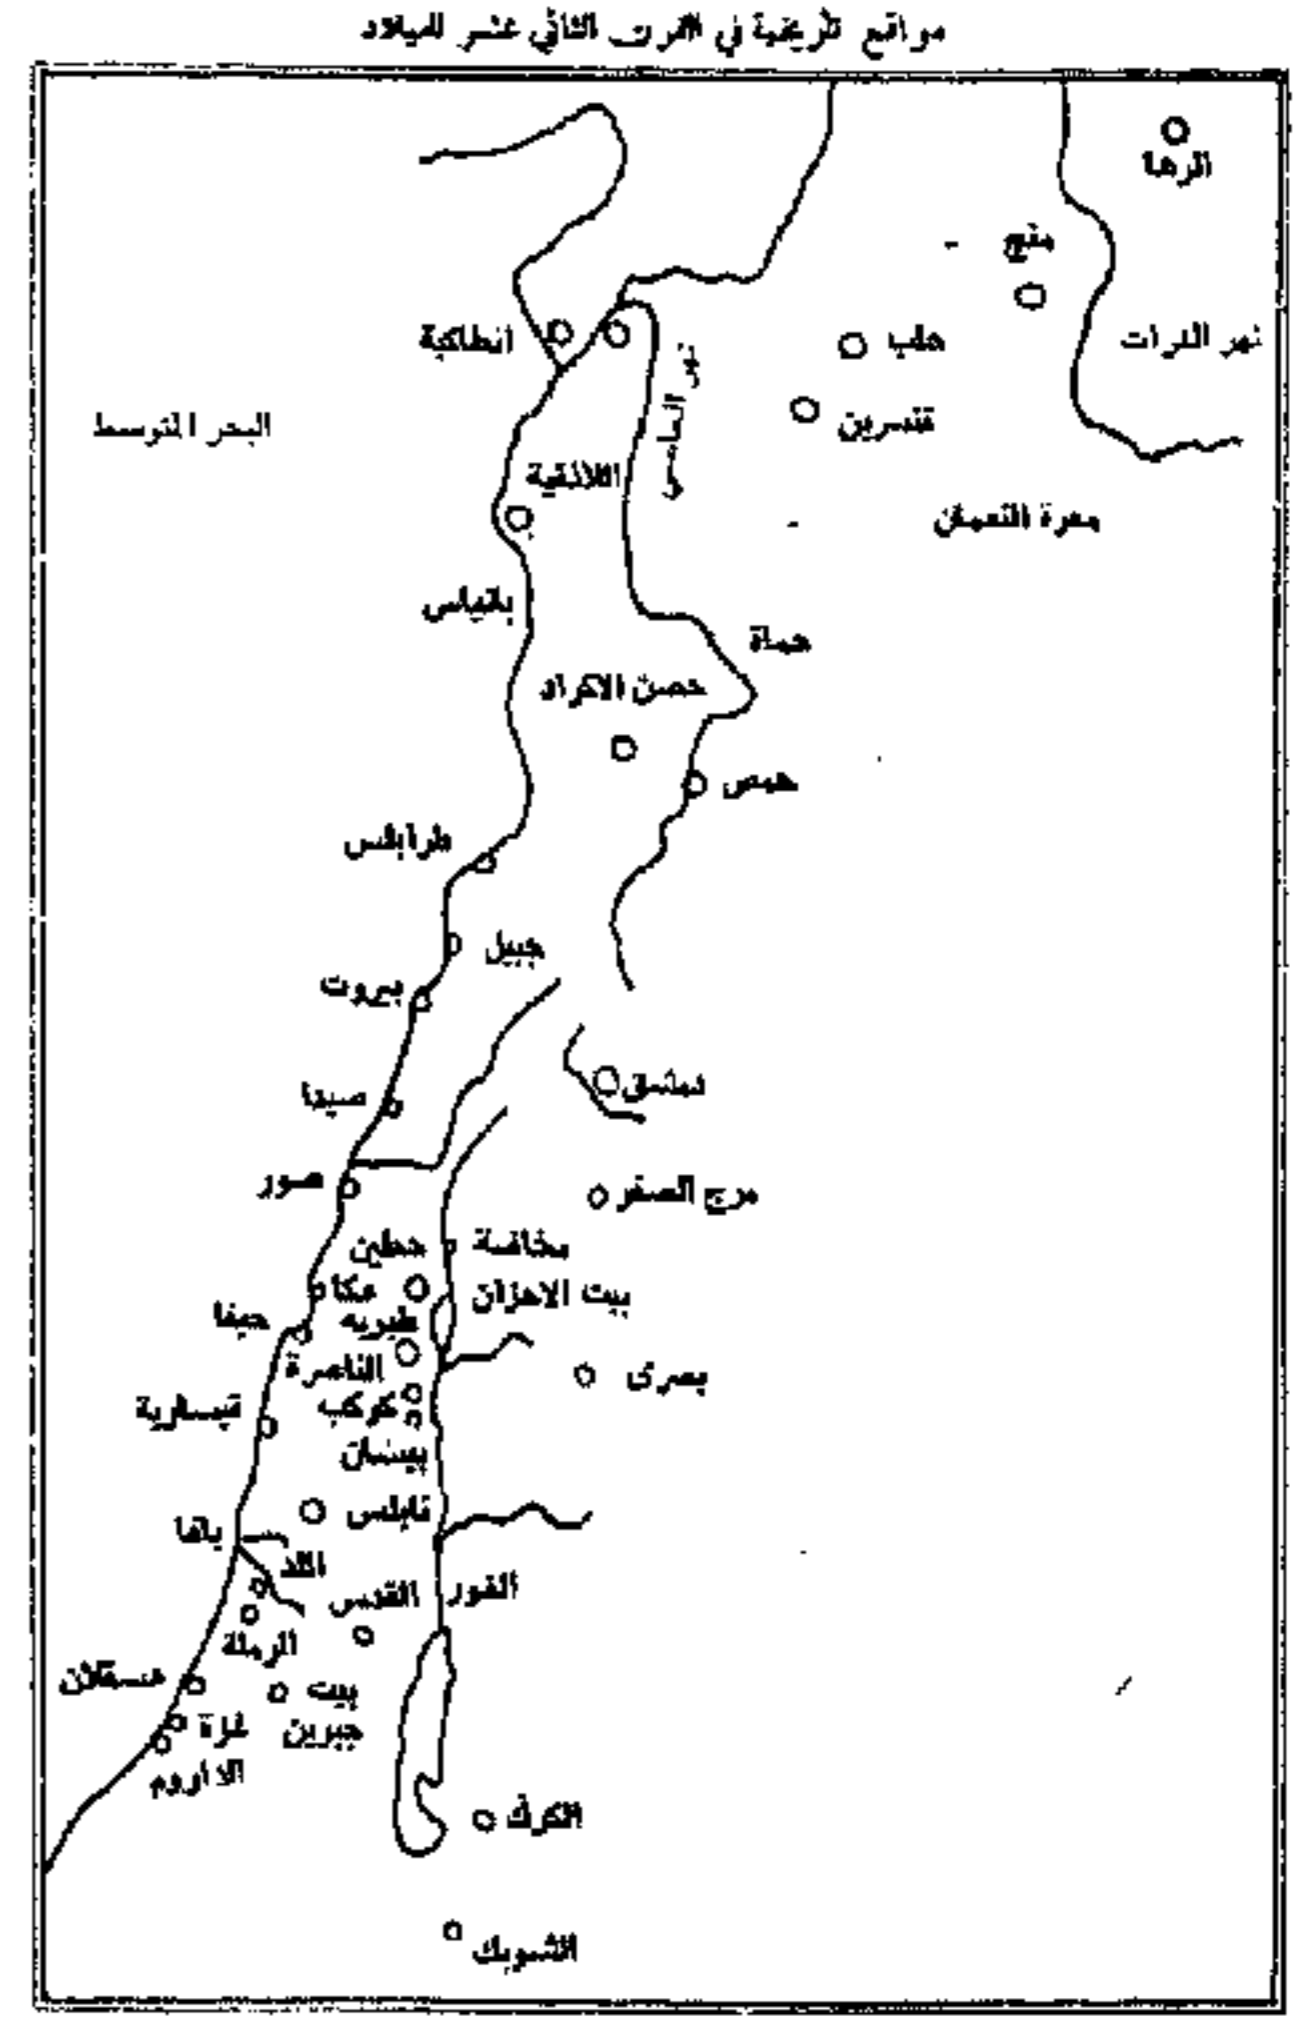 مواقع تاريخية في القرن الثاني عشر للميلاد
الرها
منبج
نهر الفرات
حلب
انطاكية
نهر العاصي
قنسرين
البحر المتوسط
اللاذقية
معرة النعمان
بانياس
حماة
حصن الاكراد
حمص
طرابلس
جبيل
بيروت
دمشق
صيدا
صور
مرج الصفر
حطين
مخاضة
بيت الاحزان
عكا
طبريه
حيفا
الناصرة
بصرى
كوكب
قيسارية
بيسان
نابلس
يافا
اللد
القدس
الغور
الرملة
عسقلان
بيت
جبرين
غزة
الداروم
الكرك
الشوبك